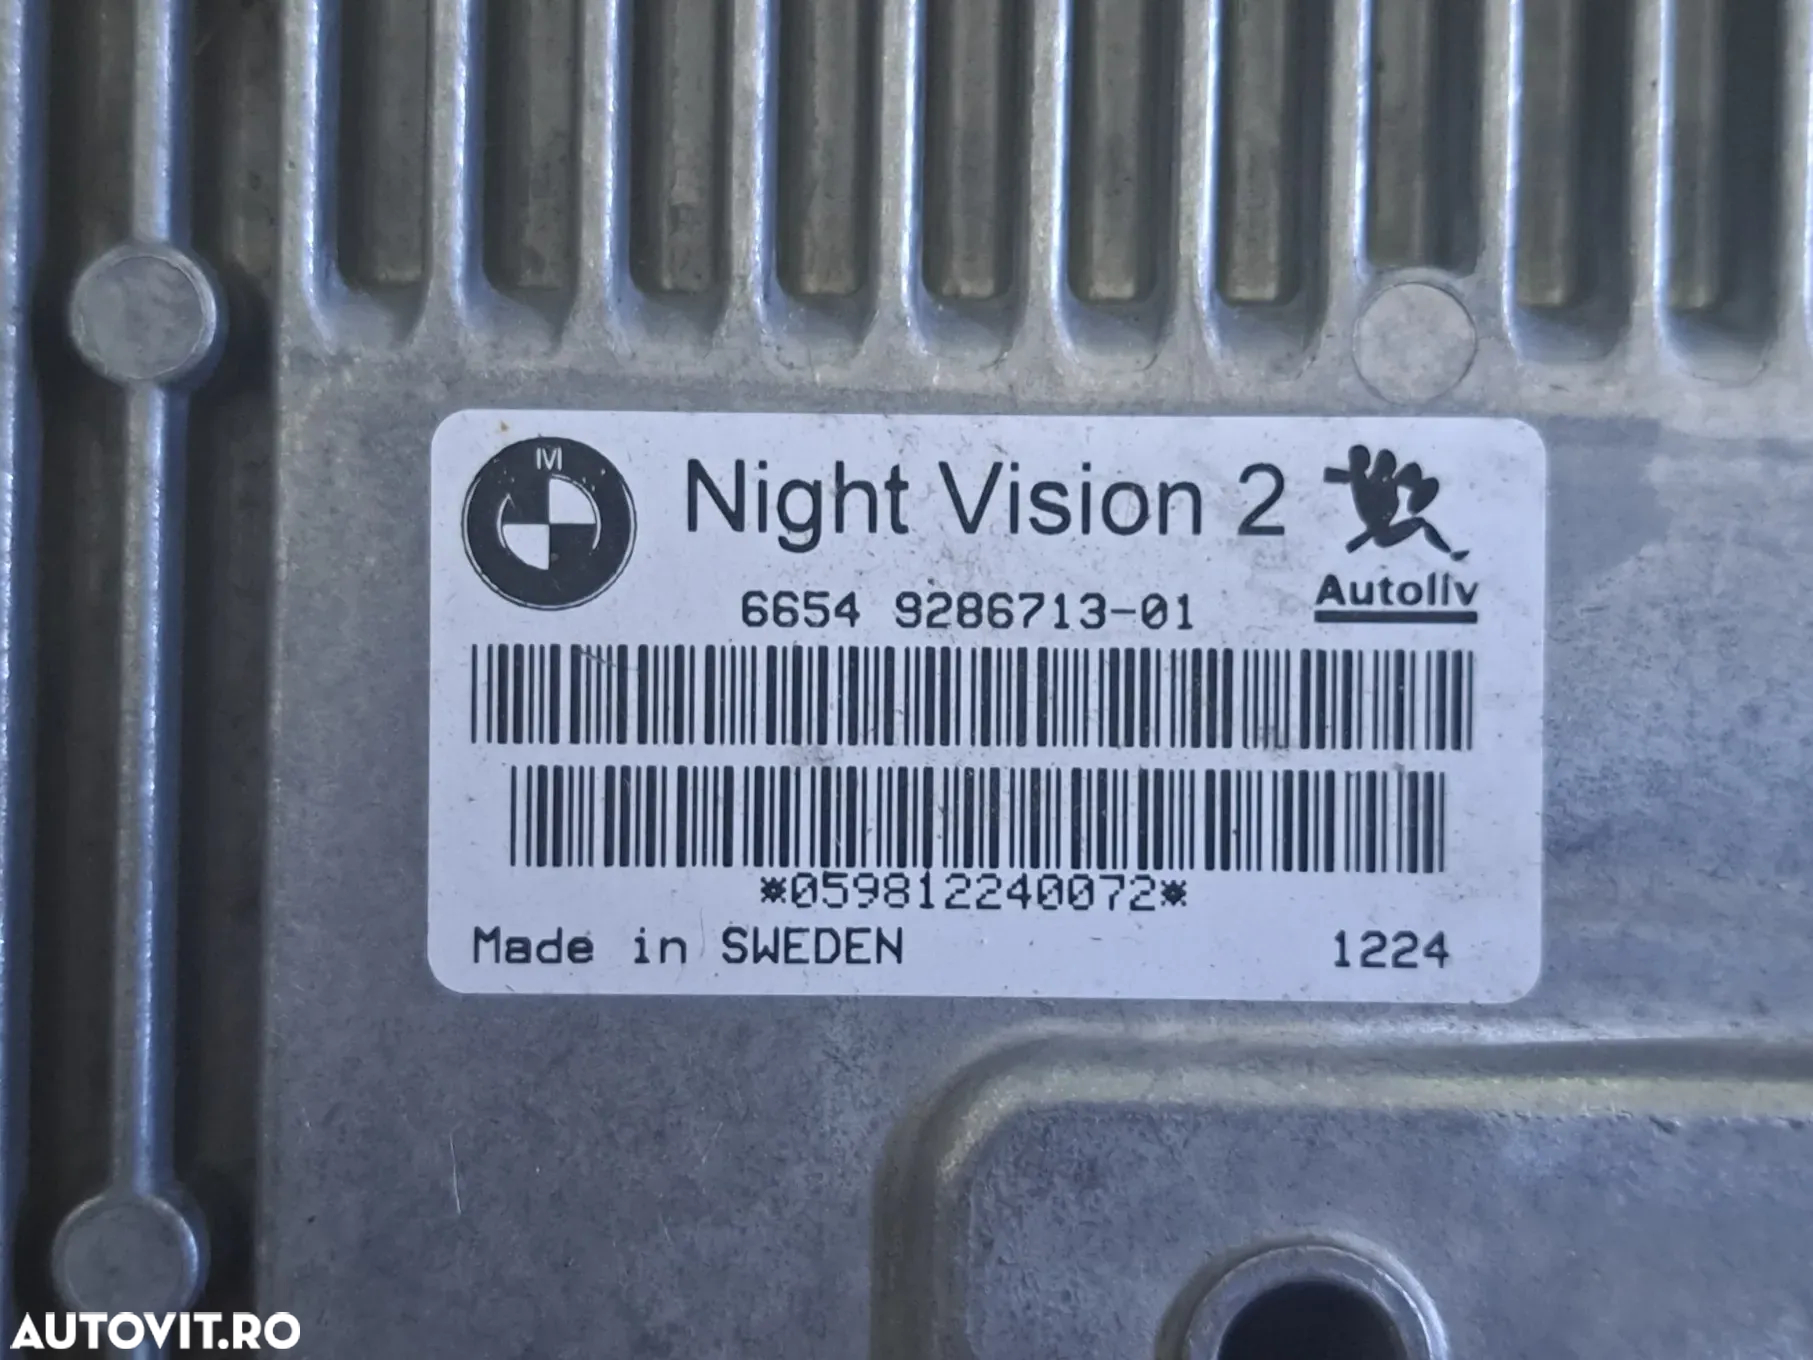 Night Vision 2
6654 9286713-01
Autoliv
*059812240072*
Made in SWEDEN
1224
AUTOVIT.RO